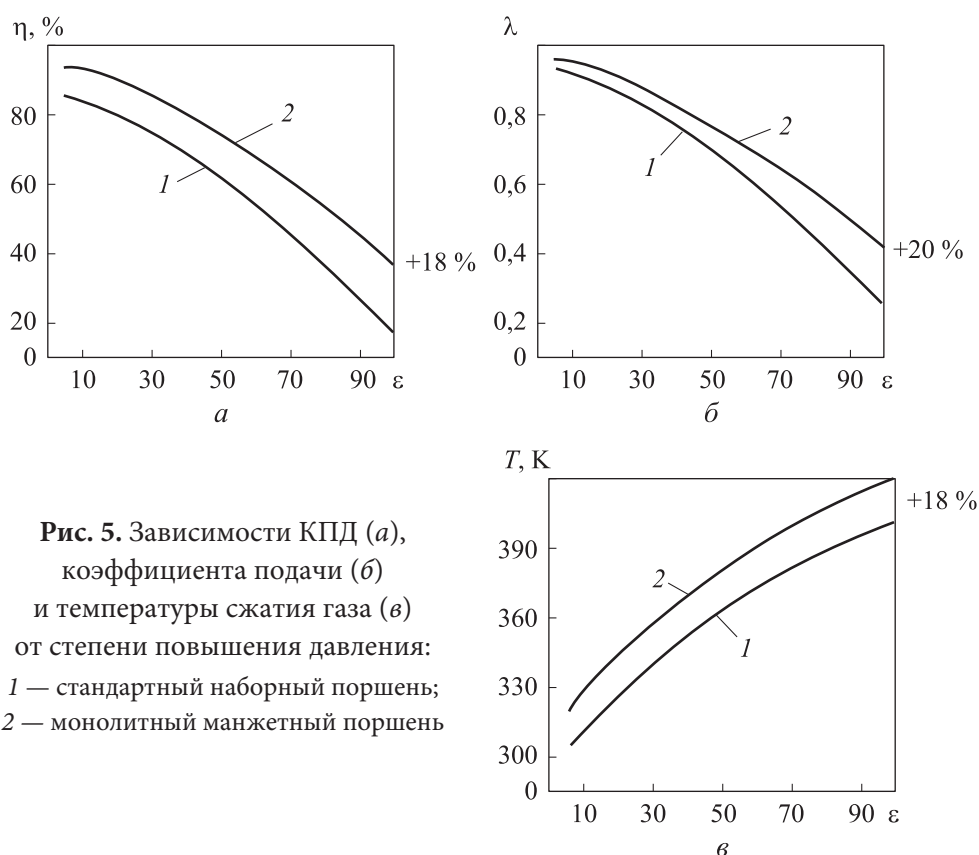 η, %
80
60
40
20
0
10 30 50 70 90 ε
1
2
+18 %
а
λ
0,8
0,6
0,4
0,2
0
10 30 50 70 90 ε
1
2
+20 %
б
T, K
390
360
330
300
0
10 30 50 70 90 ε
2
1
+18 %
в
Рис. 5. Зависимости КПД (а),
коэффициента подачи (б)
и температуры сжатия газа (в)
от степени повышения давления:
1 — стандартный наборный поршень;
2 — монолитный манжетный поршень